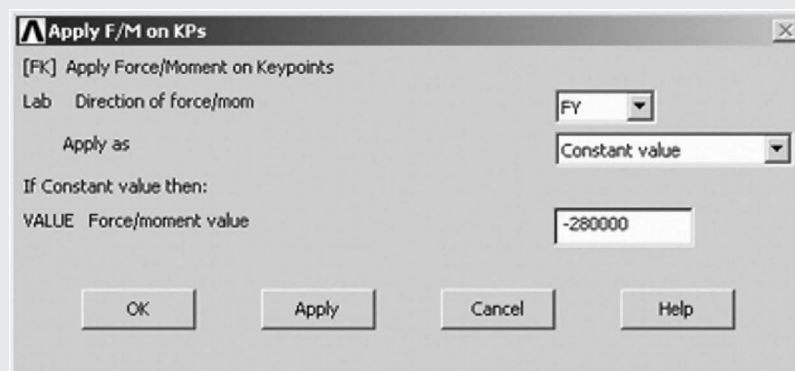 Apply F/M on KPs
[FK] Apply Force/Moment on Keypoints
Lab Direction of force/mom FY
Apply as Constant value
If Constant value then:
VALUE Force/moment value -280000
OK Apply Cancel Help